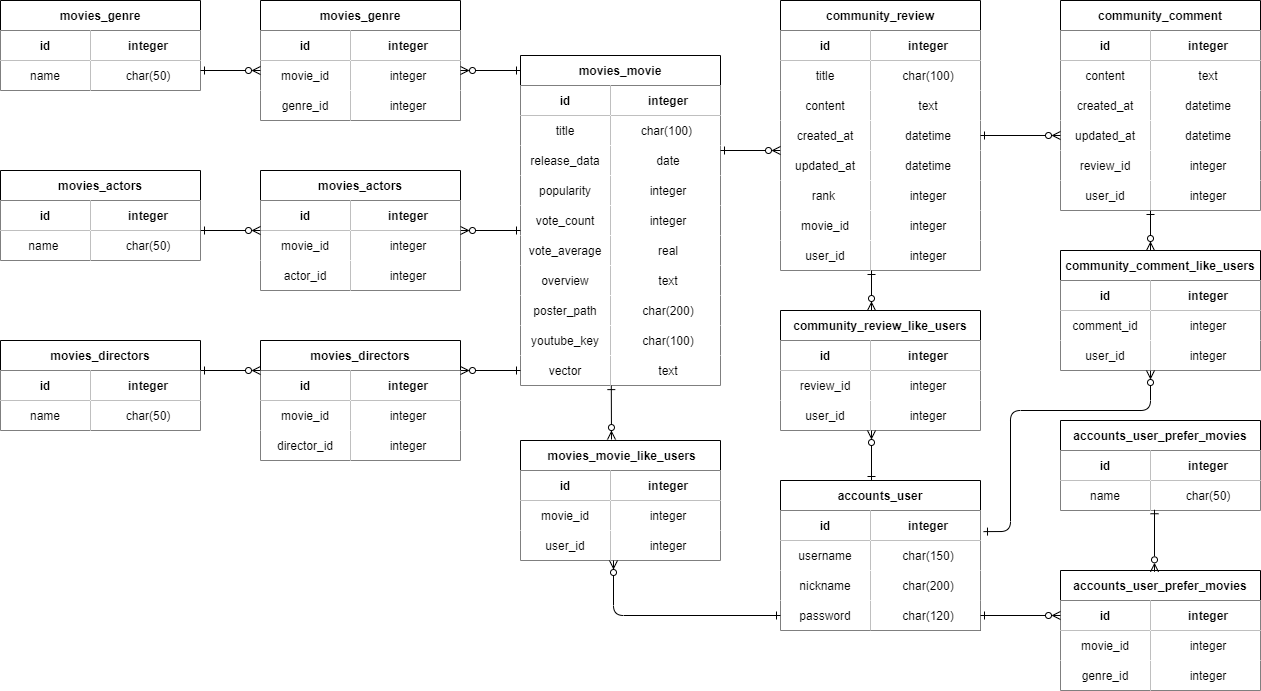 movies_genre
id integer
name char(50)
movies_genre
id integer
movie_id integer
genre_id integer
movies_actors
id integer
name char(50)
movies_actors
id integer
movie_id integer
actor_id integer
movies_directors
id integer
name char(50)
movies_directors
id integer
movie_id integer
director_id integer
movies_movie
id integer
title char(100)
release_data date
popularity integer
vote_count integer
vote_average real
overview text
poster_path char(200)
youtube_key char(100)
vector text
movies_movie_like_users
id integer
movie_id integer
user_id integer
community_review
id integer
title char(100)
content text
created_at datetime
updated_at datetime
rank integer
movie_id integer
user_id integer
community_review_like_users
id integer
review_id integer
user_id integer
accounts_user
id integer
username char(150)
nickname char(200)
password char(120)
community_comment
id integer
content text
created_at datetime
updated_at datetime
review_id integer
user_id integer
community_comment_like_users
id integer
comment_id integer
user_id integer
accounts_user_prefer_movies
id integer
name char(50)
accounts_user_prefer_movies
id integer
movie_id integer
genre_id integer